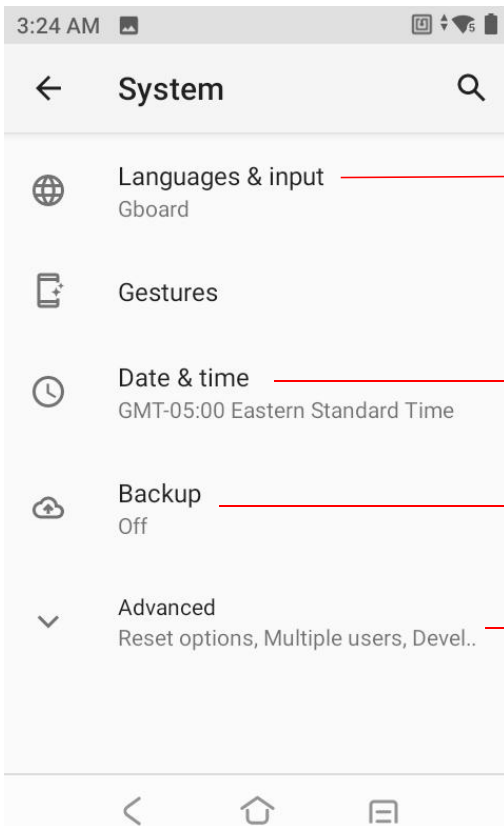 3:24 AM 5
System
Languages & input
Gboard
Gestures
Date & time
GMT-05:00 Eastern Standard Time
Backup
Off
Advanced
Reset options, Multiple users, Devel..